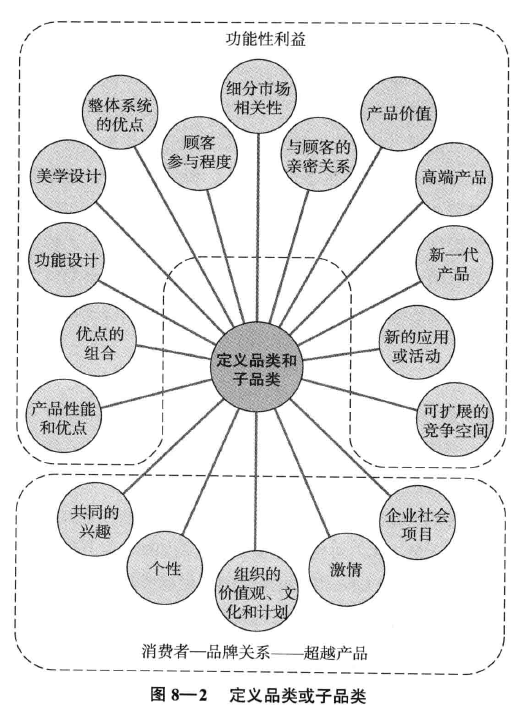 功能性利益
细分市场
相关性
整体系统
的优点
产品价值
顾客
参与程度
与顾客的
亲密关系
美学设计
高端产品
功能设计
新一代
产品
优点的
组合
新的应用
或活动
定义品类和
子品类
产品性能
和优点
可扩展的
竞争空间
共同的
兴趣
企业社会
项目
个性
组织的
价值观、文
化和计划
激情
消费者—品牌关系——超越产品
图 8—2 定义品类或子品类